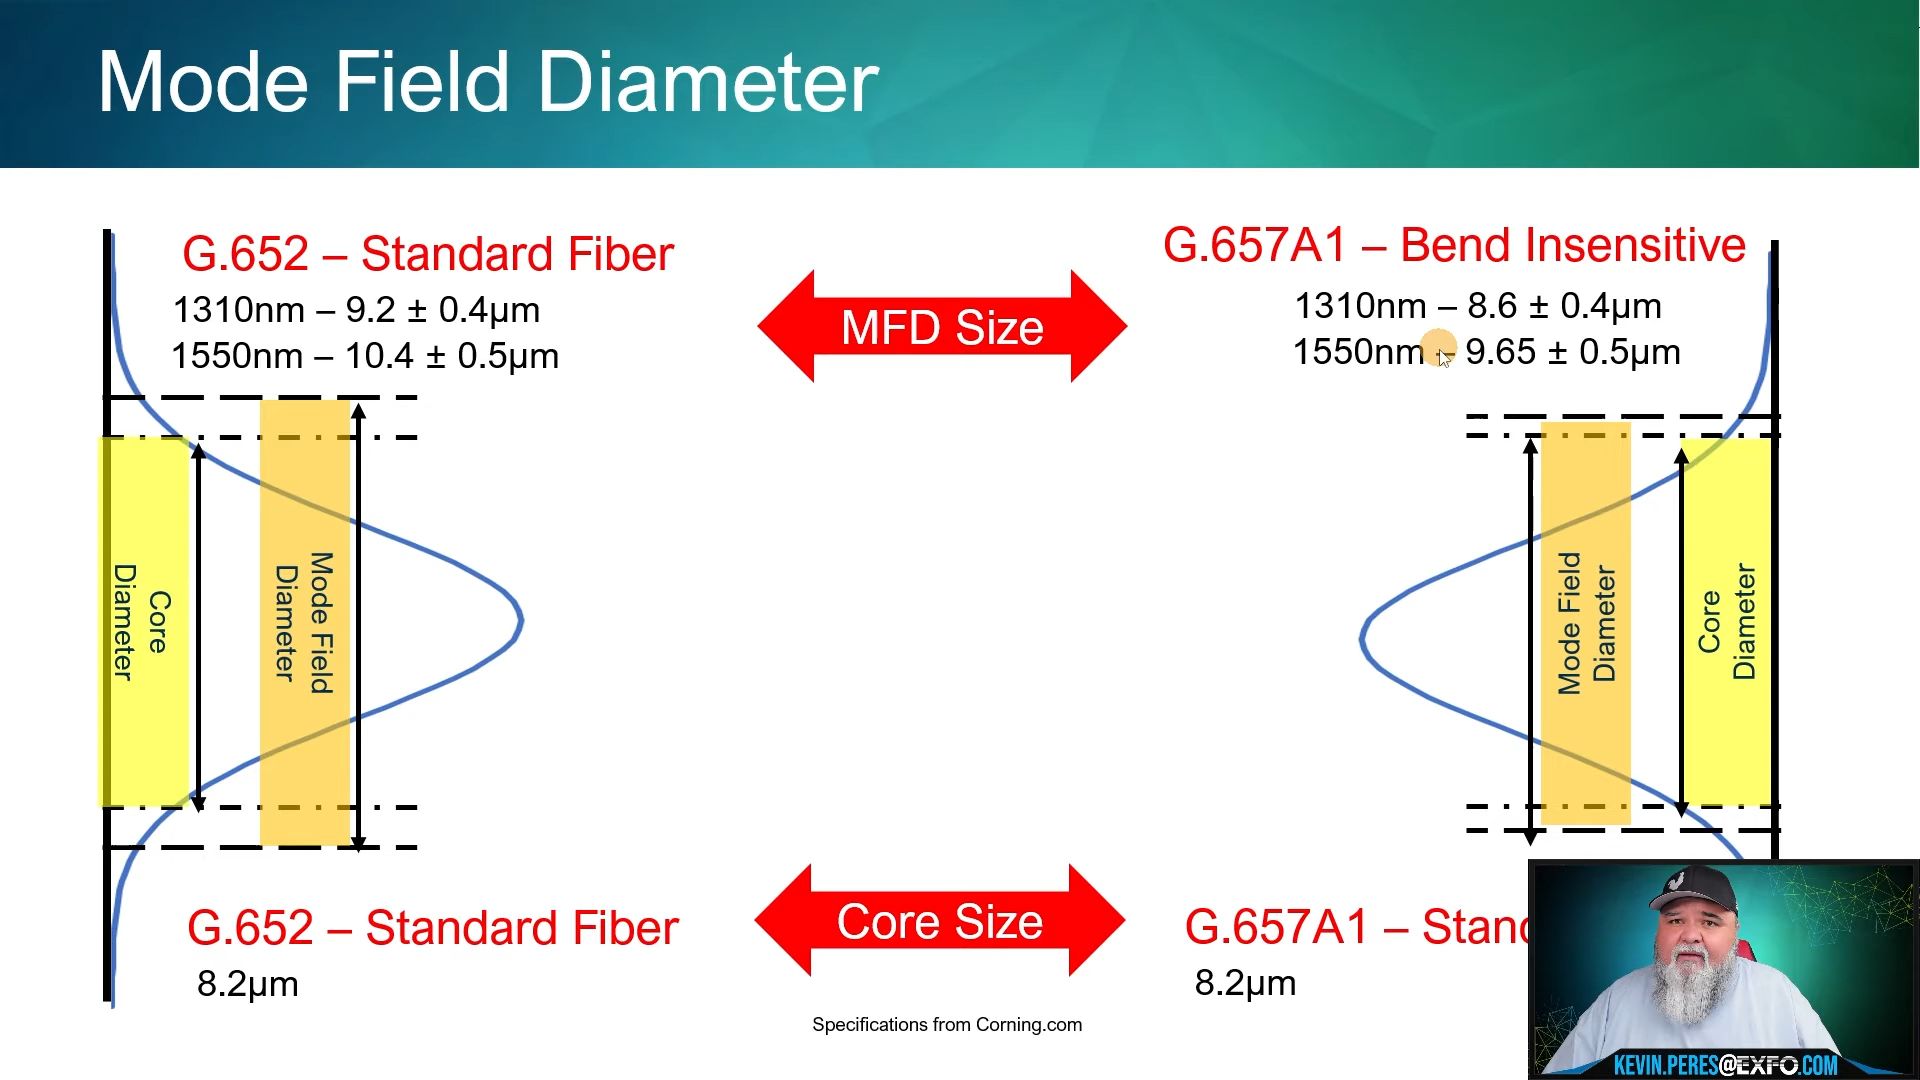 Mode Field Diameter
G.652 – Standard Fiber
1310nm – 9.2 ± 0.4µm
1550nm – 10.4 ± 0.5µm
MFD Size
G.657A1 – Bend Insensitive
1310nm – 8.6 ± 0.4µm
1550nm – 9.65 ± 0.5µm
Core
Diameter
Mode Field
Diameter
Mode Field
Diameter
Core
Diameter
G.652 – Standard Fiber
8.2µm
Core Size
G.657A1 – Stand
8.2µm
Specifications from Corning.com
KEVIN.PERES@EXFO.COM